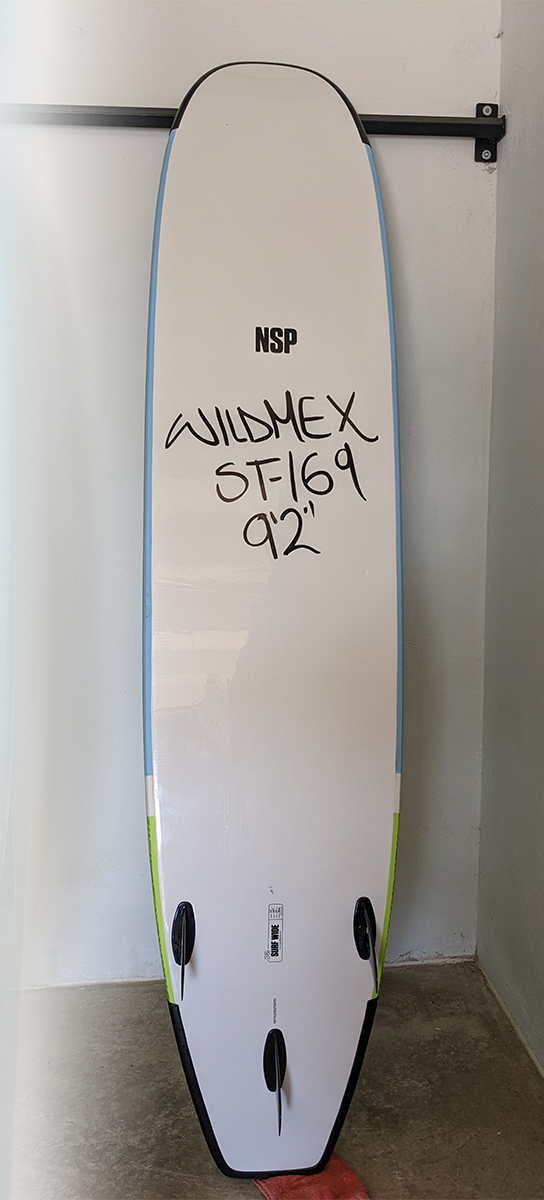 NSP
WILDMEX
ST-169
9'2"
SURF WIDE